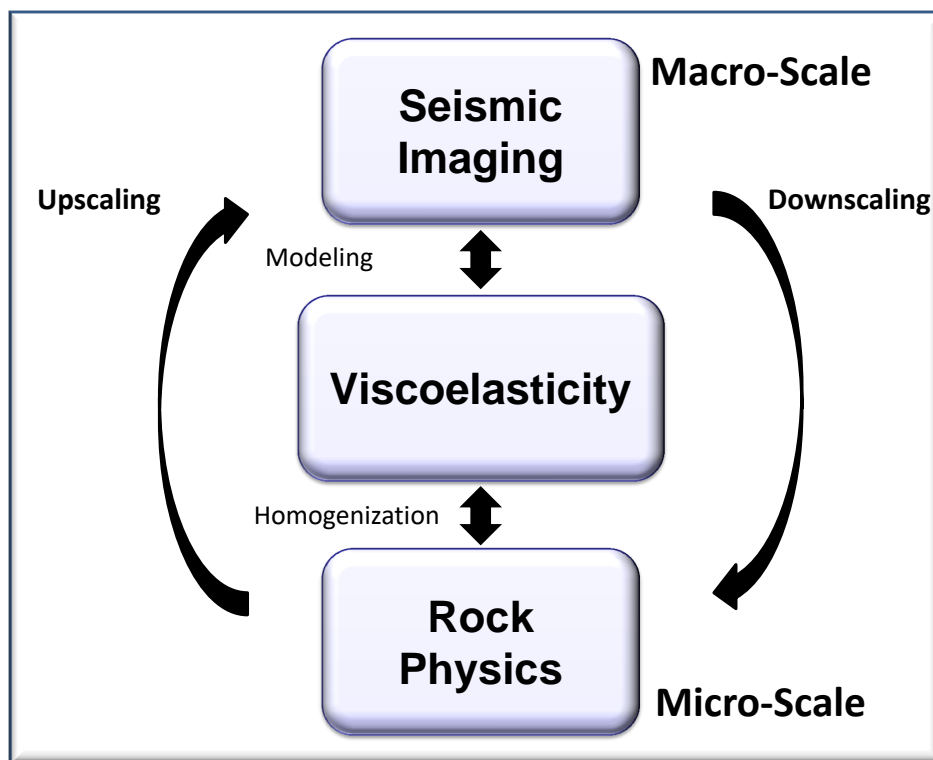 Macro-Scale
Seismic
Imaging
Upscaling
Downscaling
Modeling
Viscoelasticity
Homogenization
Rock
Physics
Micro-Scale